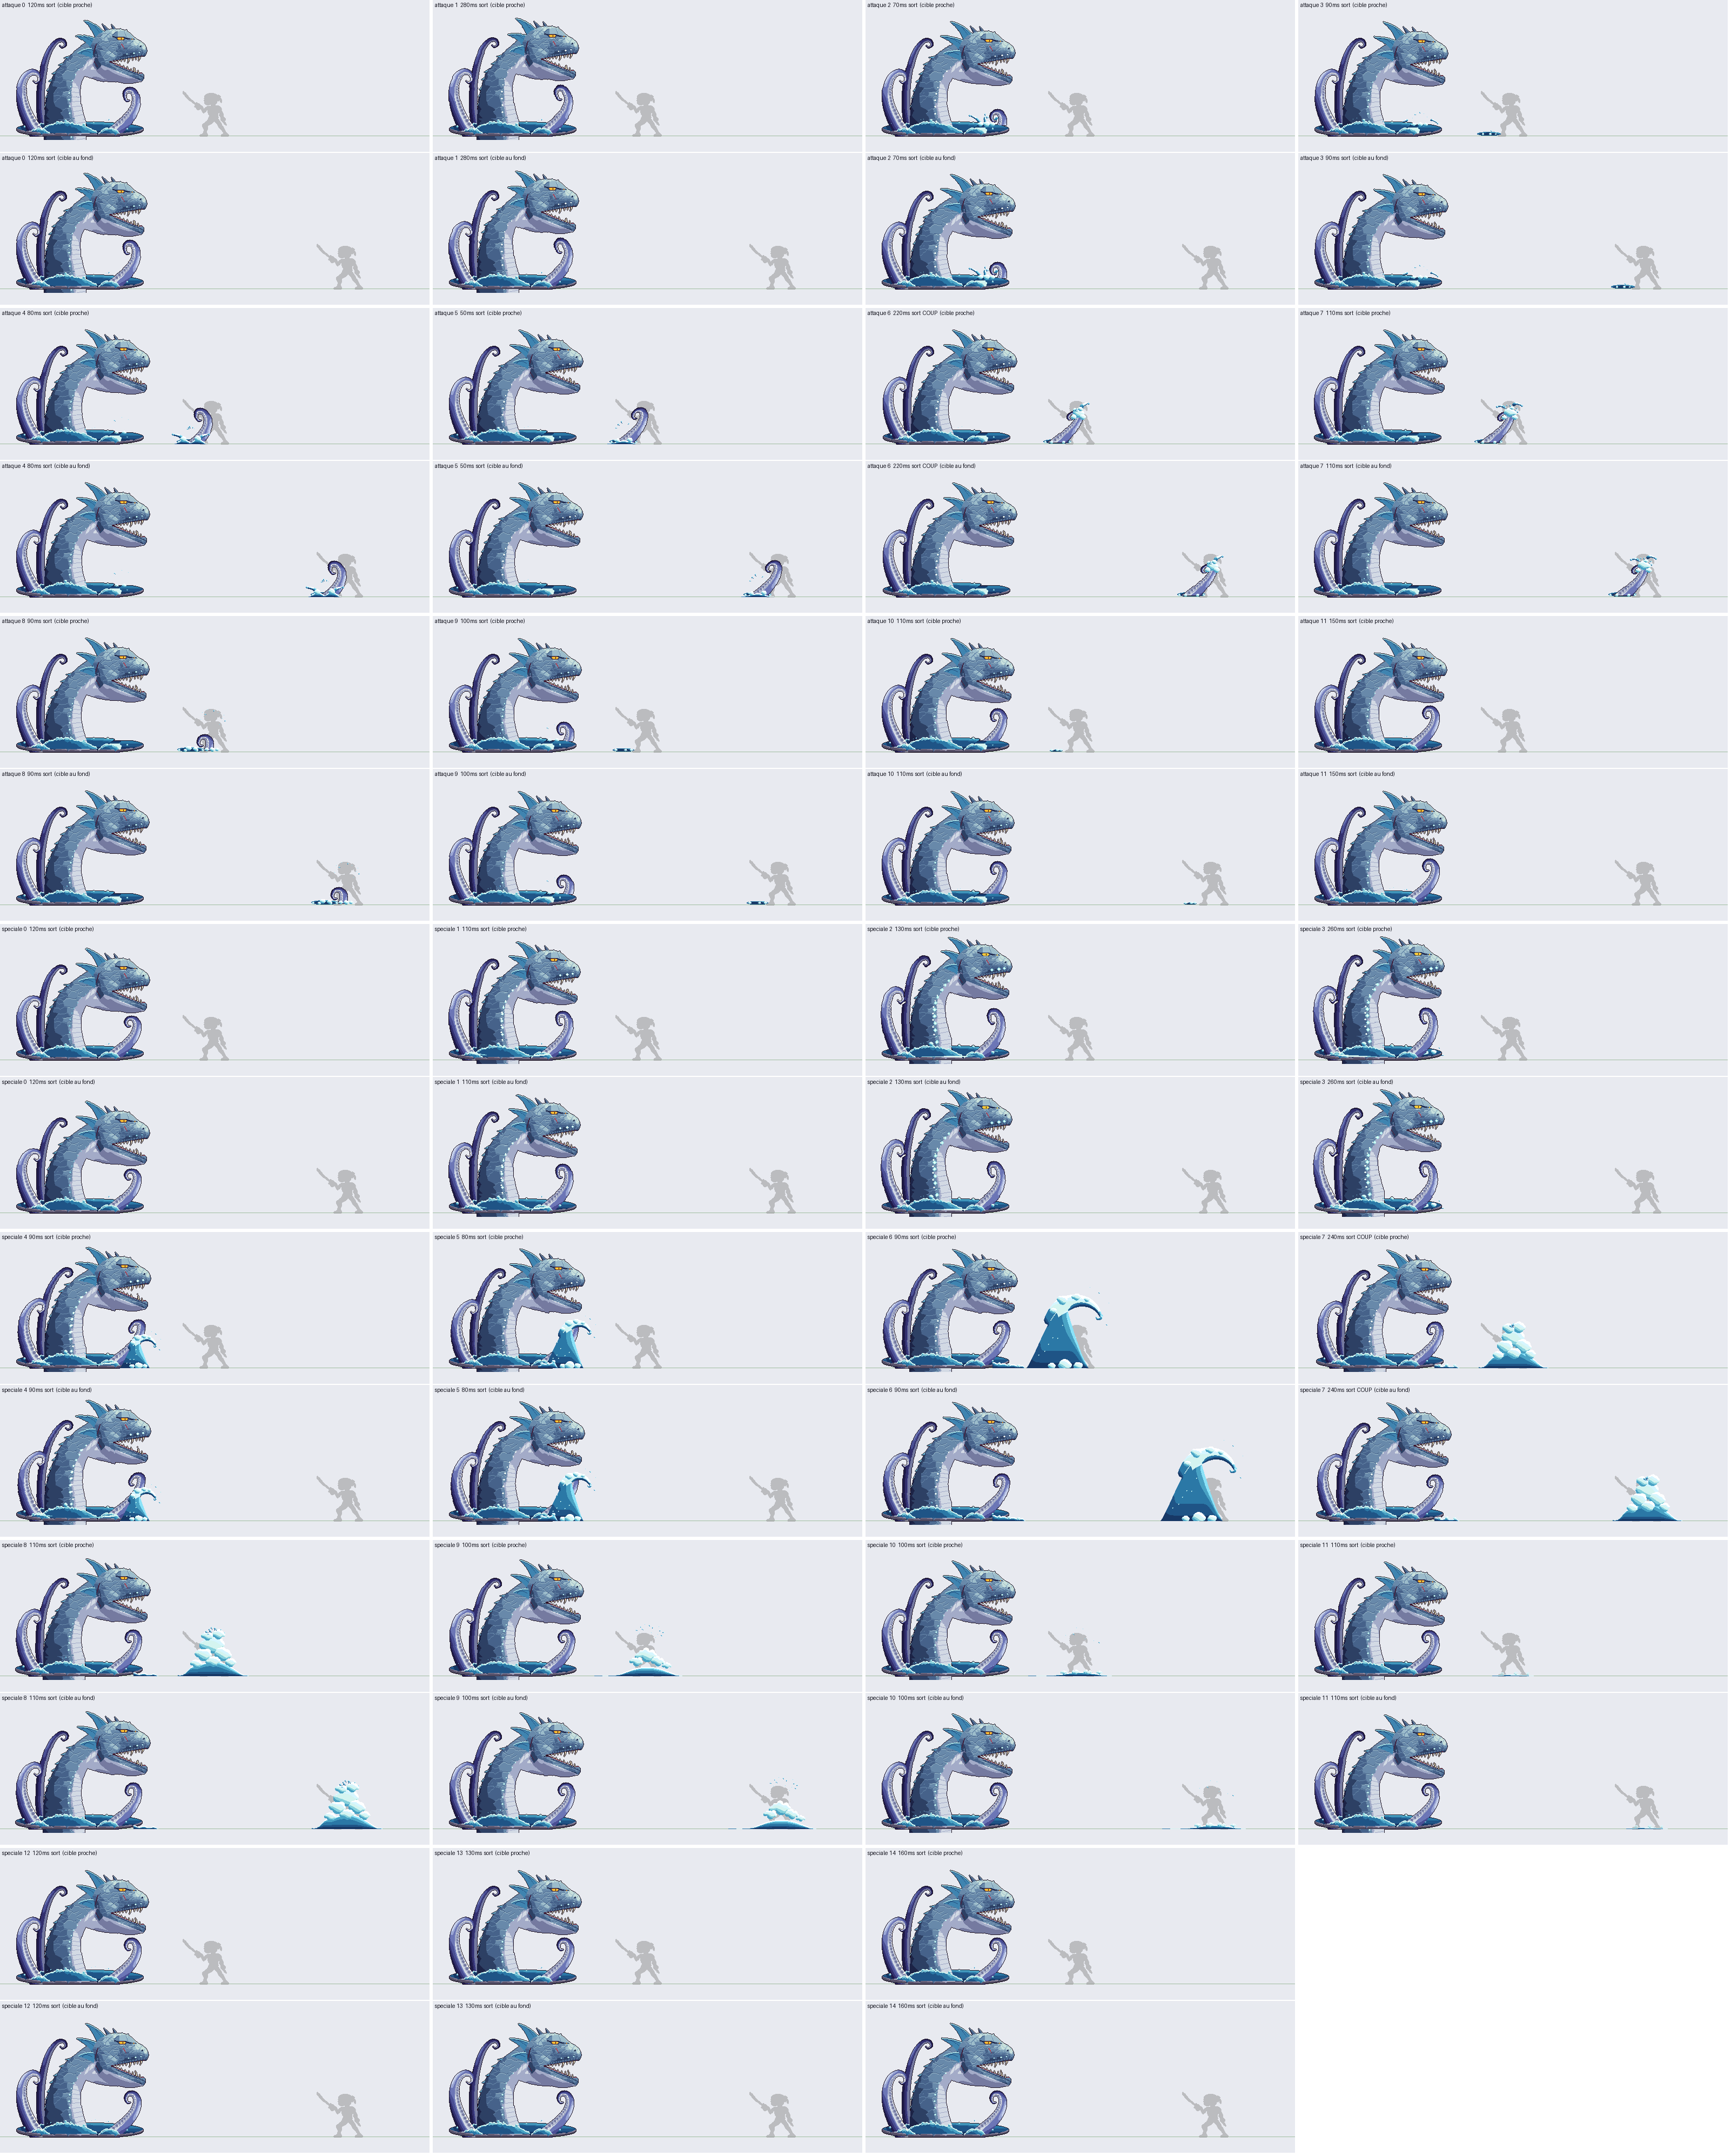 attaque 0 120ms sort (cible proche)
attaque 1 280ms sort (cible proche)
attaque 2 70ms sort (cible proche)
attaque 3 90ms sort (cible proche)
attaque 0 120ms sort (cible au fond)
attaque 1 280ms sort (cible au fond)
attaque 2 70ms sort (cible au fond)
attaque 3 90ms sort (cible au fond)
attaque 4 80ms sort (cible proche)
attaque 5 50ms sort (cible proche)
attaque 6 220ms sort COUP (cible proche)
attaque 7 110ms sort (cible proche)
attaque 4 80ms sort (cible au fond)
attaque 5 50ms sort (cible au fond)
attaque 6 220ms sort COUP (cible au fond)
attaque 7 110ms sort (cible au fond)
attaque 8 90ms sort (cible proche)
attaque 9 100ms sort (cible proche)
attaque 10 110ms sort (cible proche)
attaque 11 150ms sort (cible proche)
attaque 8 90ms sort (cible au fond)
attaque 9 100ms sort (cible au fond)
attaque 10 110ms sort (cible au fond)
attaque 11 150ms sort (cible au fond)
speciale 0 120ms sort (cible proche)
speciale 1 110ms sort (cible proche)
speciale 2 130ms sort (cible proche)
speciale 3 260ms sort (cible proche)
speciale 0 120ms sort (cible au fond)
speciale 1 110ms sort (cible au fond)
speciale 2 130ms sort (cible au fond)
speciale 3 260ms sort (cible au fond)
speciale 4 90ms sort (cible proche)
speciale 5 80ms sort (cible proche)
speciale 6 90ms sort (cible proche)
speciale 7 240ms sort COUP (cible proche)
speciale 4 90ms sort (cible au fond)
speciale 5 80ms sort (cible au fond)
speciale 6 90ms sort (cible au fond)
speciale 7 240ms sort COUP (cible au fond)
speciale 8 110ms sort (cible proche)
speciale 9 100ms sort (cible proche)
speciale 10 100ms sort (cible proche)
speciale 11 110ms sort (cible proche)
speciale 8 110ms sort (cible au fond)
speciale 9 100ms sort (cible au fond)
speciale 10 100ms sort (cible au fond)
speciale 11 110ms sort (cible au fond)
speciale 12 120ms sort (cible proche)
speciale 13 130ms sort (cible proche)
speciale 14 160ms sort (cible proche)
speciale 12 120ms sort (cible au fond)
speciale 13 130ms sort (cible au fond)
speciale 14 160ms sort (cible au fond)